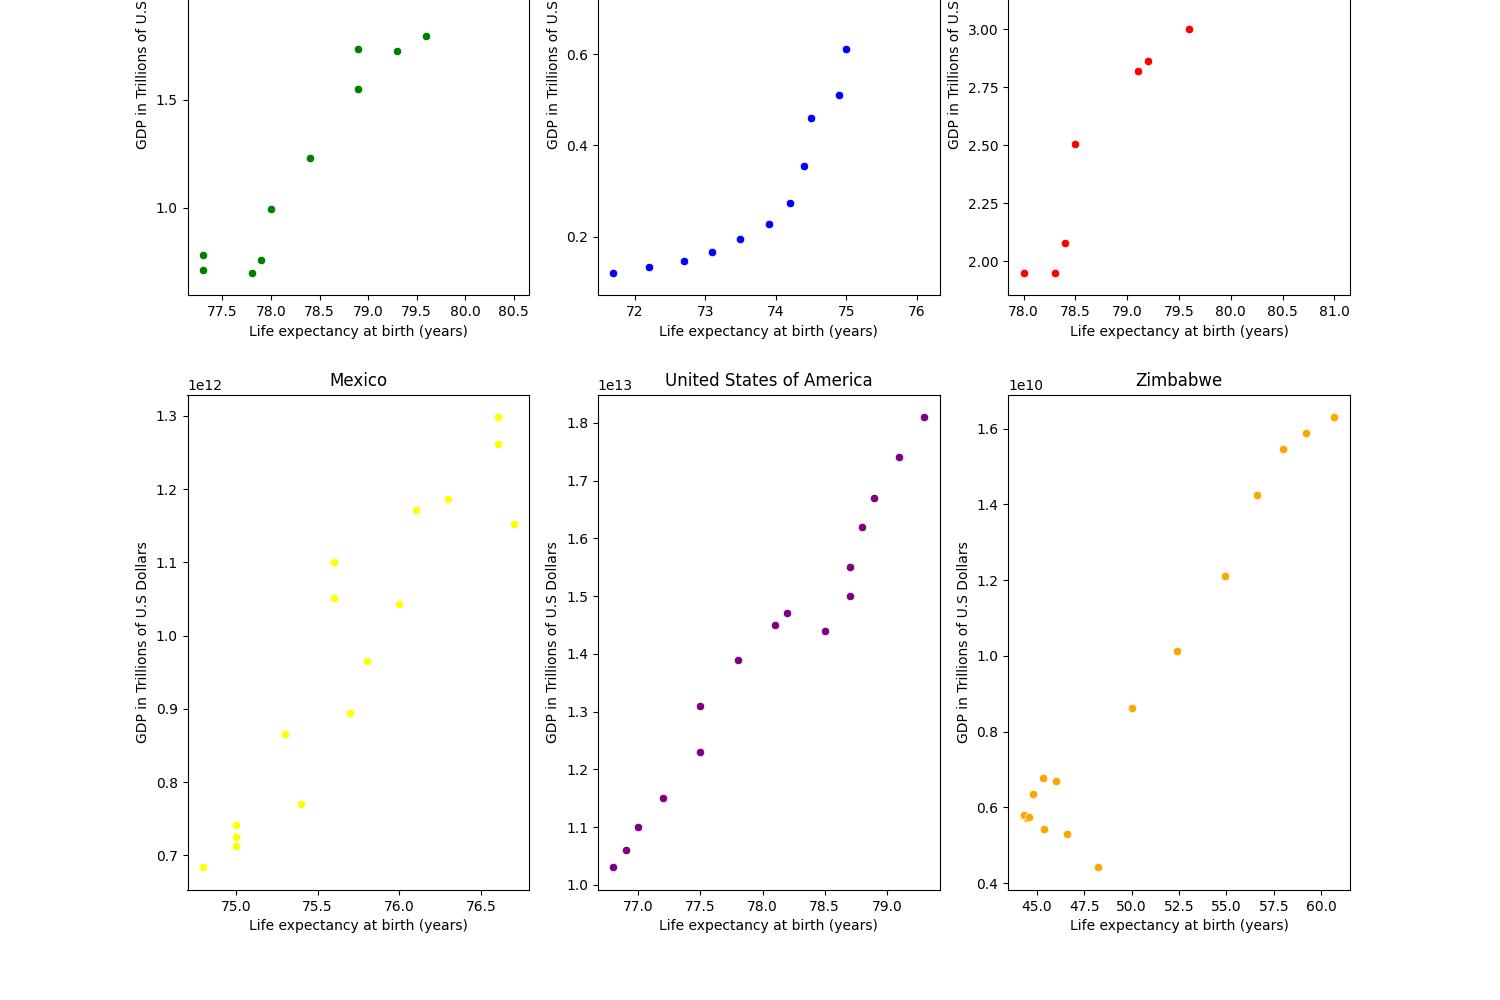 GDP in Trillions of U.S
1.5
1.0
77.5 78.0 78.5 79.0 79.5 80.0 80.5
Life expectancy at birth (years)
GDP in Trillions of U.S
0.6
0.4
0.2
72 73 74 75 76
Life expectancy at birth (years)
GDP in Trillions of U.S
3.00
2.75
2.50
2.25
2.00
78.0 78.5 79.0 79.5 80.0 80.5 81.0
Life expectancy at birth (years)
Mexico
1e12
GDP in Trillions of U.S Dollars
1.3
1.2
1.1
1.0
0.9
0.8
0.7
75.0 75.5 76.0 76.5
Life expectancy at birth (years)
United States of America
1e13
GDP in Trillions of U.S Dollars
1.8
1.7
1.6
1.5
1.4
1.3
1.2
1.1
1.0
77.0 77.5 78.0 78.5 79.0
Life expectancy at birth (years)
Zimbabwe
1e10
GDP in Trillions of U.S Dollars
1.6
1.4
1.2
1.0
0.8
0.6
0.4
45.0 47.5 50.0 52.5 55.0 57.5 60.0
Life expectancy at birth (years)